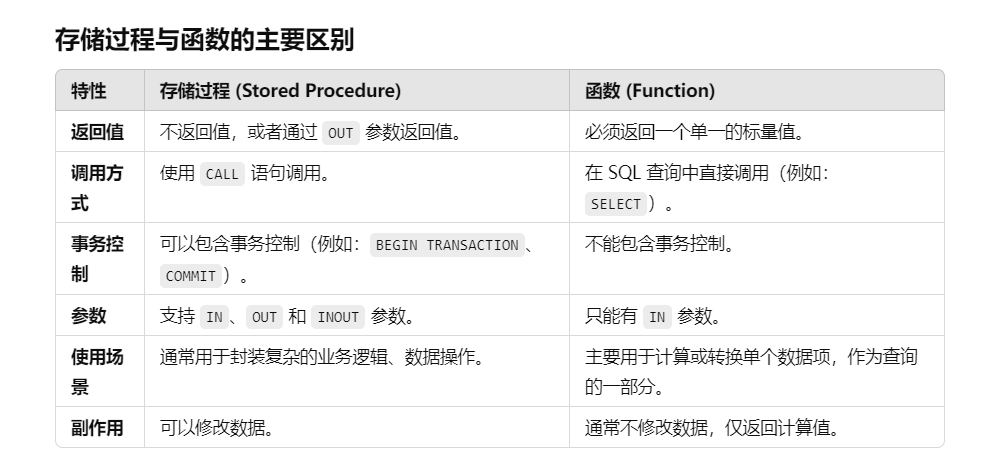 存储过程与函数的主要区别
特性 存储过程 (Stored Procedure) 函数 (Function)
返回值 不返回值，或者通过 OUT 参数返回值。 必须返回一个单一的标量值。
调用方式 使用 CALL 语句调用。 在 SQL 查询中直接调用（例如：SELECT）。
事务控制 可以包含事务控制（例如：BEGIN TRANSACTION、COMMIT）。 不能包含事务控制。
参数 支持 IN、OUT 和 INOUT 参数。 只能有 IN 参数。
使用场景 通常用于封装复杂的业务逻辑、数据操作。 主要用于计算或转换单个数据项，作为查询的一部分。
副作用 可以修改数据。 通常不修改数据，仅返回计算值。